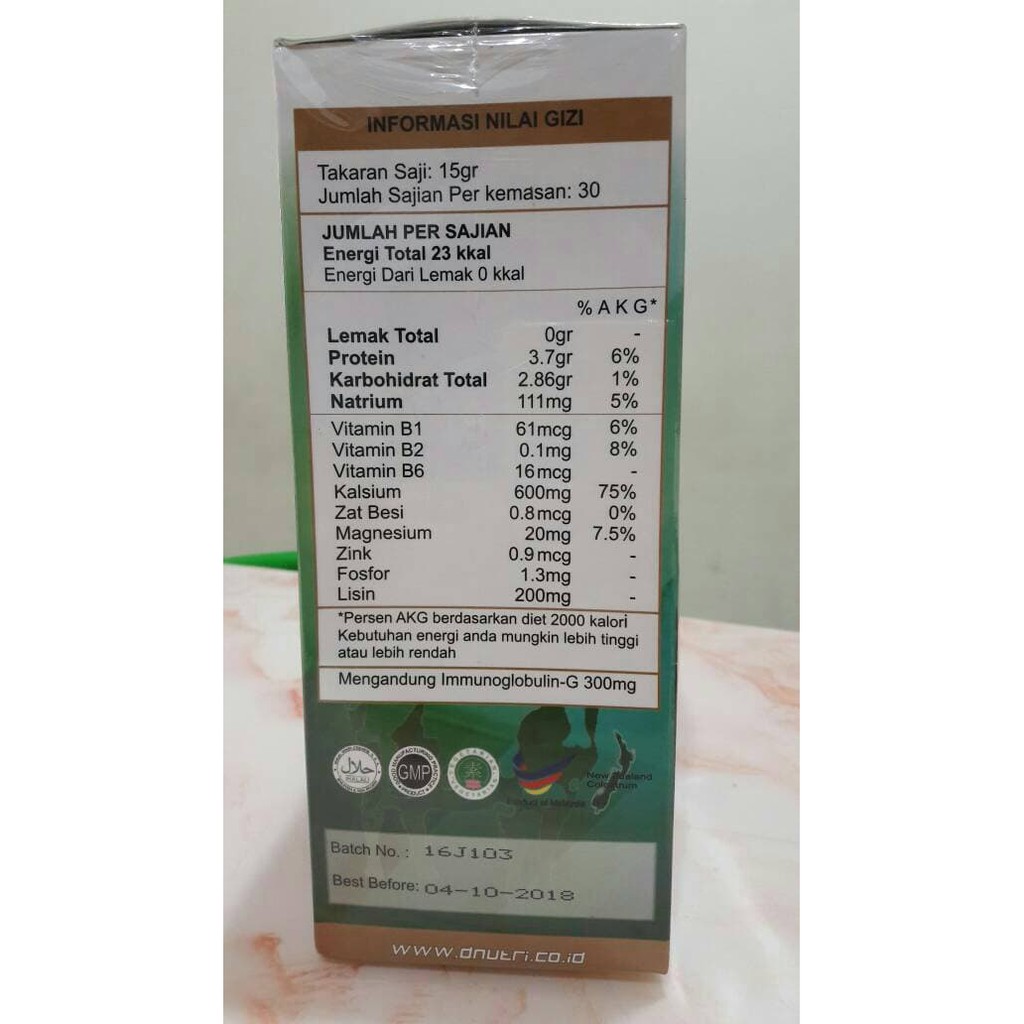 INFORMASI NILAI GIZI
Takaran Saji: 15gr
Jumlah Sajian Per kemasan: 30
JUMLAH PER SAJIAN
Energi Total 23 kkal
Energi Dari Lemak 0 kkal
% A K G*
Lemak Total 0gr -
Protein 3.7gr 6%
Karbohidrat Total 2.86gr 1%
Natrium 111mg 5%
Vitamin B1 61mcg 6%
Vitamin B2 0.1mg 8%
Vitamin B6 16mcg -
Kalsium 600mg 75%
Zat Besi 0.8mcg 0%
Magnesium 20mg 7.5%
Zink 0.9mcg -
Fosfor 1.3mg -
Lisin 200mg -
*Persen AKG berdasarkan diet 2000 kalori
Kebutuhan energi anda mungkin lebih tinggi
atau lebih rendah
Mengandung Immunoglobulin-G 300mg
حلال
GMP
New Zealand
Colostrum
Product of Malaysia
Batch No. : 16J103
Best Before: 04-10-2018
www.dnutri.co.id